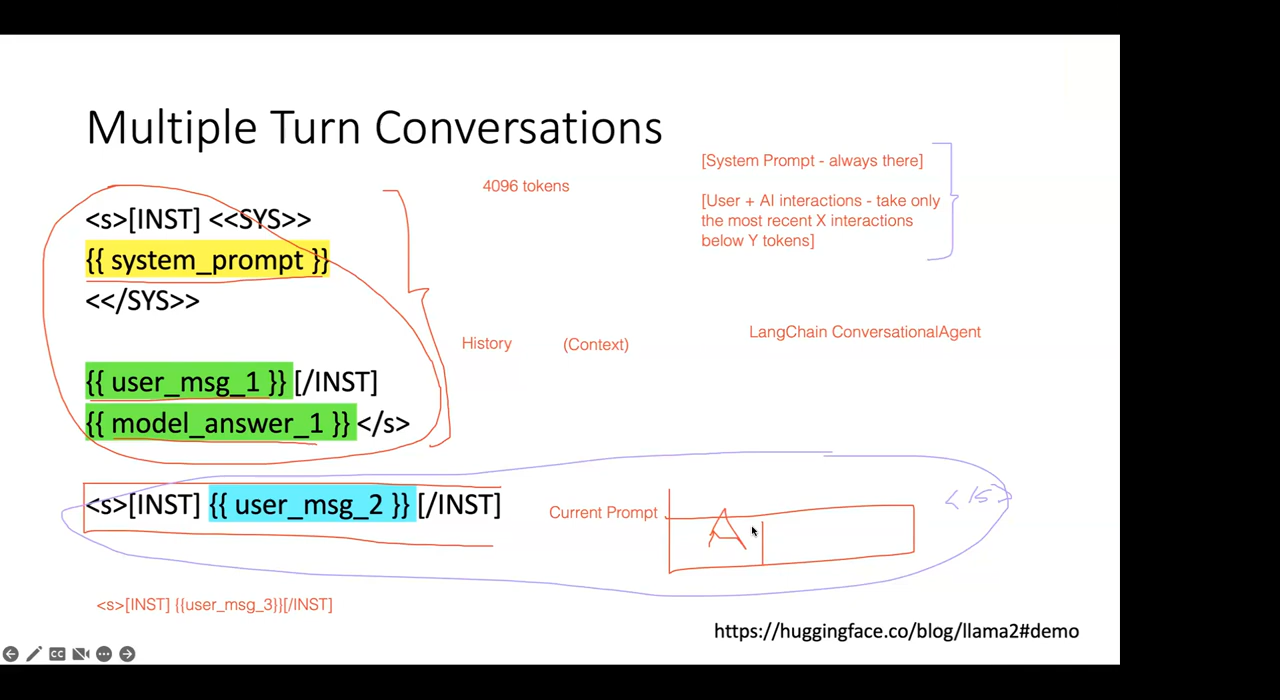 Multiple Turn Conversations
4096 tokens
[System Prompt - always there]
[User + AI interactions - take only
the most recent X interactions
below Y tokens]
<s>[INST] <<SYS>>
{{ system_prompt }}
<</SYS>>
History
(Context)
LangChain ConversationalAgent
{{ user_msg_1 }} [/INST]
{{ model_answer_1 }} </s>
<s>[INST] {{ user_msg_2 }} [/INST]
Current Prompt
A
</s>
<s>[INST] {{user_msg_3}}[/INST]
https://huggingface.co/blog/llama2#demo
CC